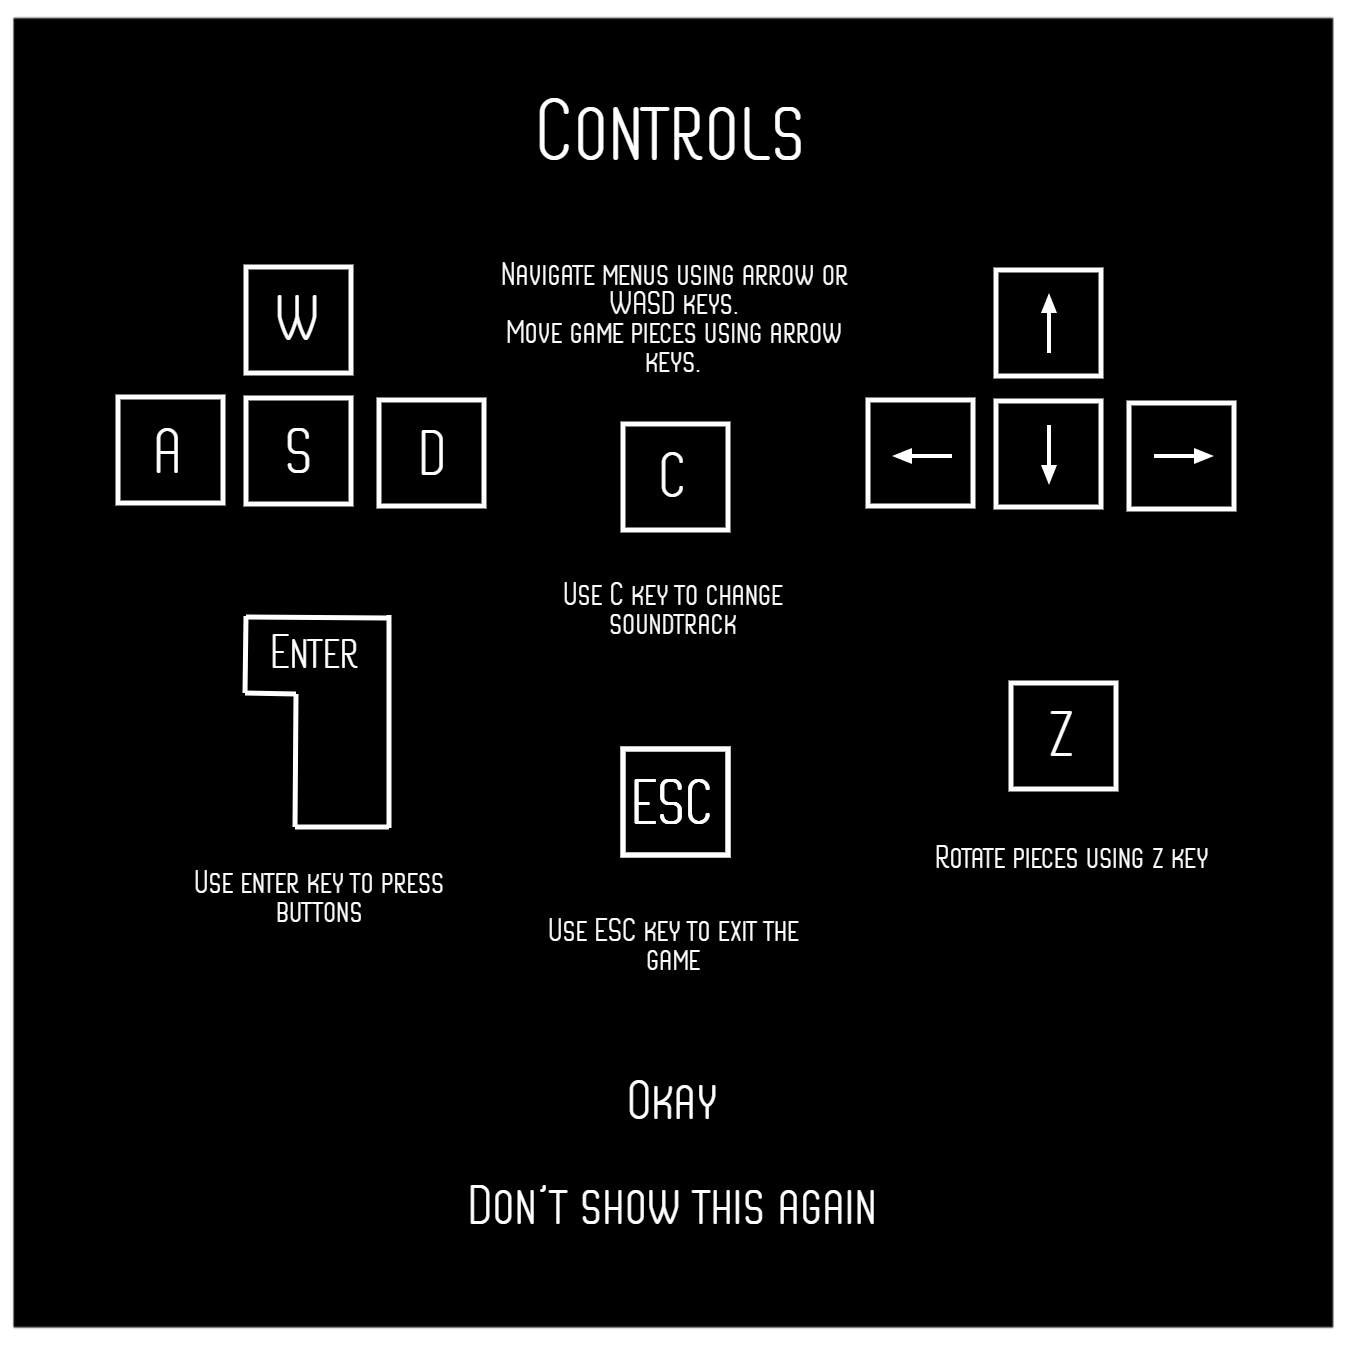 Controls
Navigate menus using arrow or
WASD keys.
Move game pieces using arrow
keys.
W
A
S
D
C
Use C key to change
soundtrack
Enter
Use enter key to press
buttons
ESC
Use ESC key to exit the
game
Z
Rotate pieces using z key
Okay
Don't show this again